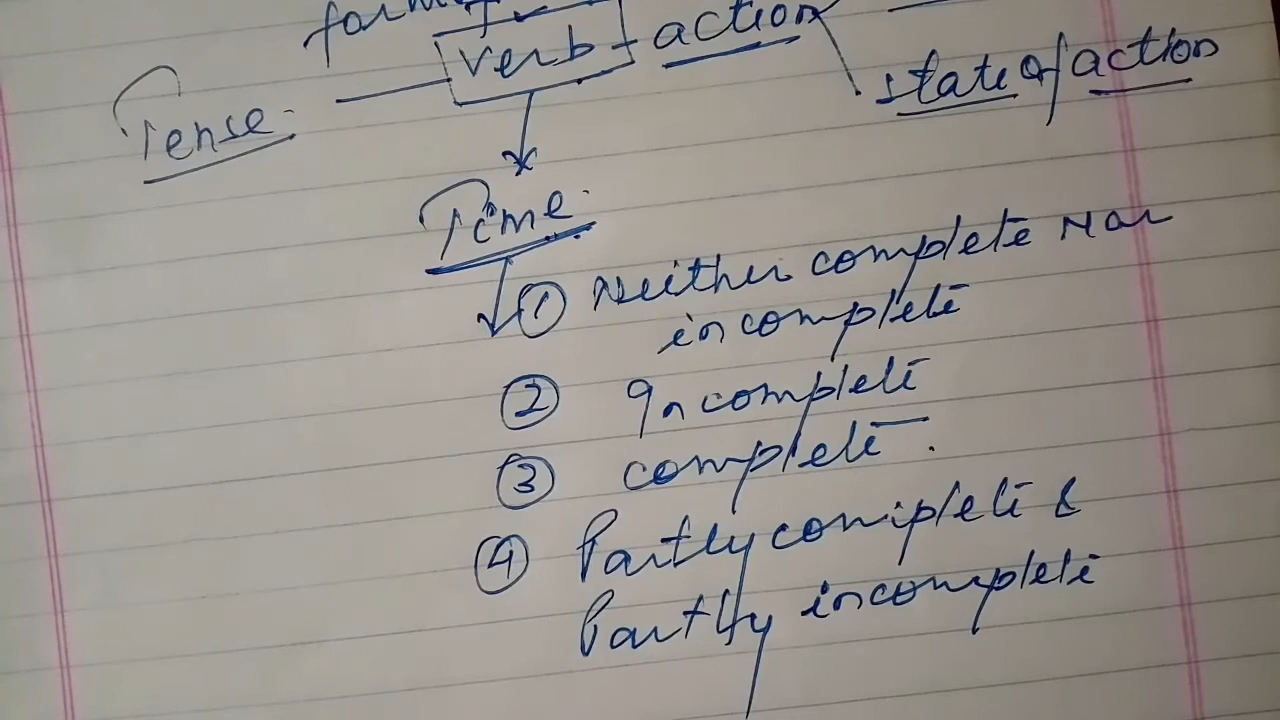 verb action
Tense. state of action
Time.
① Neither complete Nor
incomplete
② Incomplete
③ complete.
④ Partly complete &
Partly incomplete